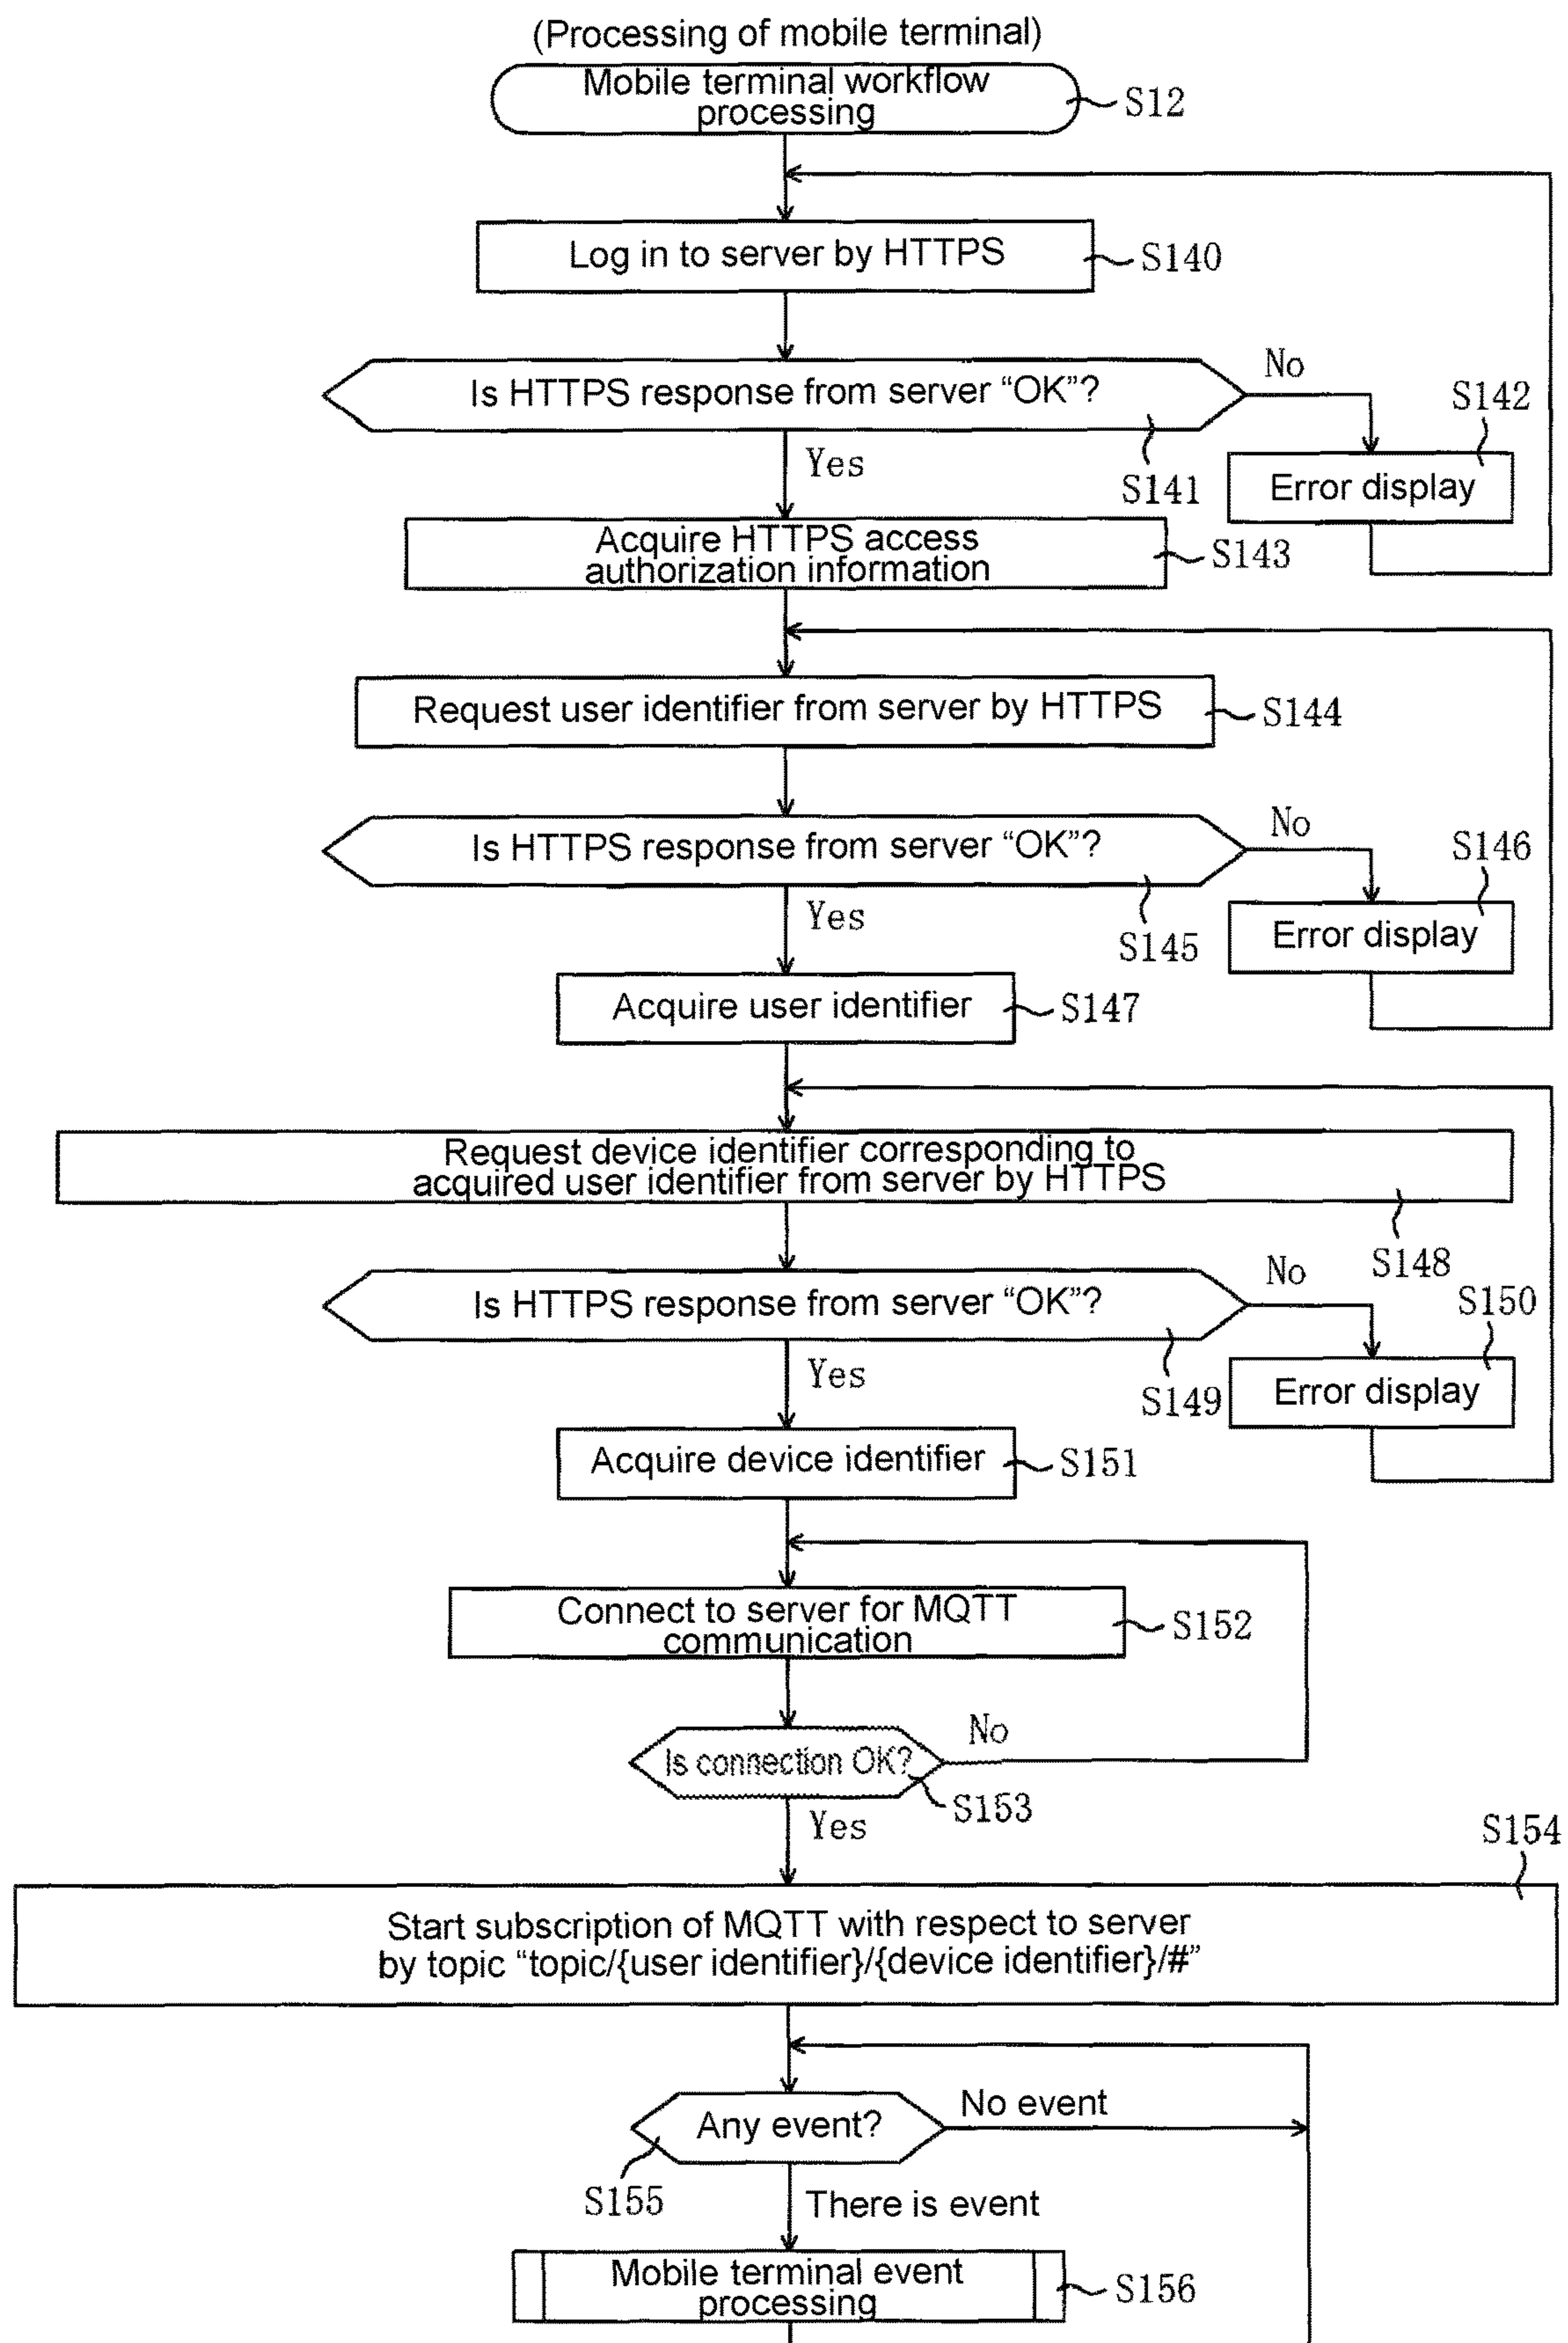 (Processing of mobile terminal)
Mobile terminal workflow
processing
S12
Log in to server by HTTPS
S140
Is HTTPS response from server “OK”?
No
S141
Yes
S142
Error display
Acquire HTTPS access
authorization information
S143
Request user identifier from server by HTTPS
S144
Is HTTPS response from server “OK”?
No
S145
Yes
S146
Error display
Acquire user identifier
S147
Request device identifier corresponding to
acquired user identifier from server by HTTPS
S148
Is HTTPS response from server “OK”?
No
S149
Yes
S150
Error display
Acquire device identifier
S151
Connect to server for MQTT
communication
S152
Is connection OK?
No
S153
Yes
S154
Start subscription of MQTT with respect to server
by topic “topic/{user identifier}/{device identifier}/#”
Any event?
No event
S155
There is event
Mobile terminal event
processing
S156